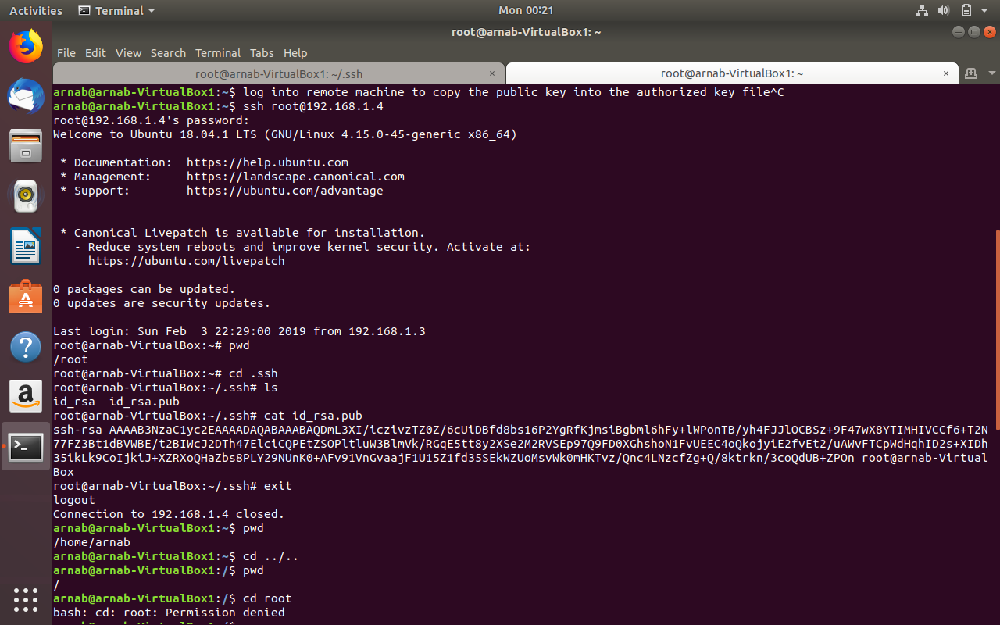 Activities Terminal Mon 00:21
root@arnab-VirtualBox1: ~
File Edit View Search Terminal Tabs Help
root@arnab-VirtualBox1: ~/.ssh × root@arnab-VirtualBox1: ~ ×
arnab@arnab-VirtualBox1:~$ log into remote machine to copy the public key into the authorized key file^C
arnab@arnab-VirtualBox1:~$ ssh root@192.168.1.4
root@192.168.1.4's password:
Welcome to Ubuntu 18.04.1 LTS (GNU/Linux 4.15.0-45-generic x86_64)
* Documentation:  https://help.ubuntu.com
* Management:     https://landscape.canonical.com
* Support:        https://ubuntu.com/advantage
* Canonical Livepatch is available for installation.
- Reduce system reboots and improve kernel security. Activate at:
https://ubuntu.com/livepatch
0 packages can be updated.
0 updates are security updates.
Last login: Sun Feb  3 22:29:00 2019 from 192.168.1.3
root@arnab-VirtualBox:~# pwd
/root
root@arnab-VirtualBox:~# cd .ssh
root@arnab-VirtualBox:~/.ssh# ls
id_rsa  id_rsa.pub
root@arnab-VirtualBox:~/.ssh# cat id_rsa.pub
ssh-rsa AAAAB3NzaC1yc2EAAAADAQABAAABAQDmL3XI/iczivzTZ0Z/6cUiDBfd8bs16P2YgRfKjmsiBgbml6hFy+lWPonTB/yh4FJJlOCBSz+9F47wX8YTIMHIVCCf6+T2N
77FZ3Bt1dBVWBE/t2BIWcJ2DTh47ElciCQPEtZSOPltluW3BlmVk/RGqE5tt8y2XSe2M2RVSEp97Q9FD0XGhshoN1FvUEEC4oQkojyiE2fvEt2/uAWvFTCpWdHqhID2s+XIDh
35ikLk9CoIjkiJ+XZRXoQHaZbs8PLY29NUnK0+AFv91VnGvaajF1U15Z1fd35SEkWZUoMsvWk0mHKTvz/Qnc4LNzcfZg+Q/8ktrkn/3coQdUB+ZPOn root@arnab-Virtual
Box
root@arnab-VirtualBox:~/.ssh# exit
logout
Connection to 192.168.1.4 closed.
arnab@arnab-VirtualBox1:~$ pwd
/home/arnab
arnab@arnab-VirtualBox1:~$ cd ../..
arnab@arnab-VirtualBox1:/$ pwd
/
arnab@arnab-VirtualBox1:/$ cd root
bash: cd: root: Permission denied